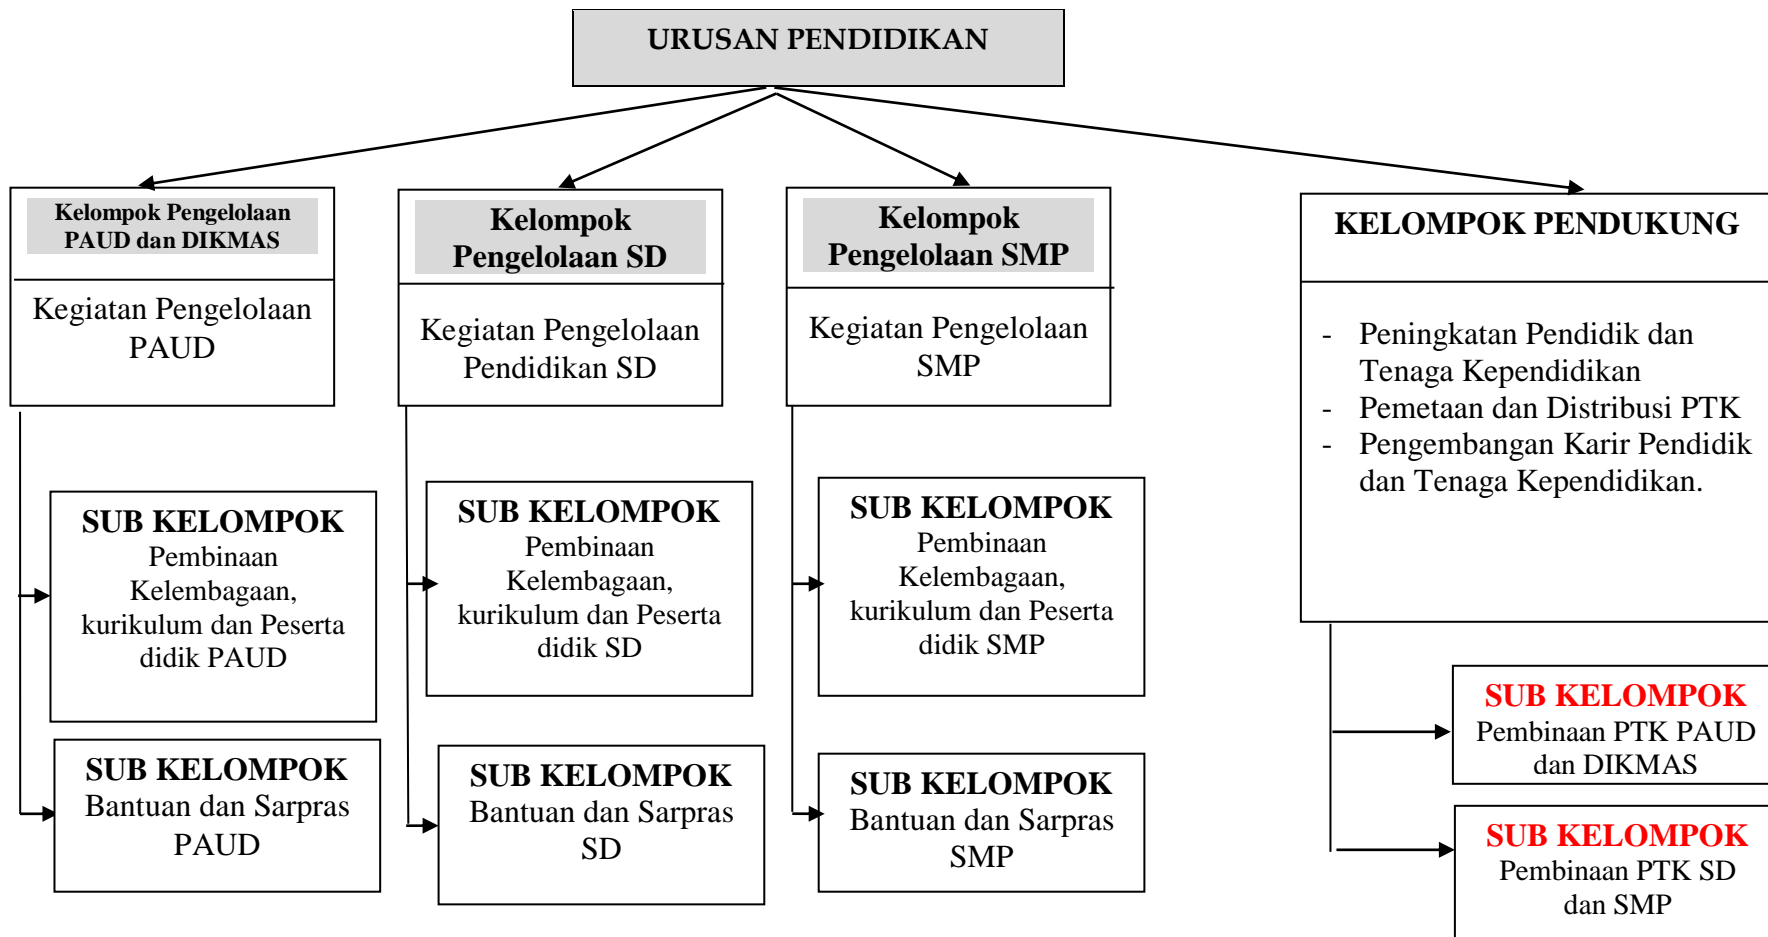 URUSAN PENDIDIKAN
Kelompok Pengelolaan
PAUD dan DIKMAS
Kegiatan Pengelolaan
PAUD
SUB KELOMPOK
Pembinaan
Kelembagaan,
kurikulum dan Peserta
didik PAUD
SUB KELOMPOK
Bantuan dan Sarpras
PAUD
Kelompok
Pengelolaan SD
Kegiatan Pengelolaan
Pendidikan SD
SUB KELOMPOK
Pembinaan
Kelembagaan,
kurikulum dan Peserta
didik SD
SUB KELOMPOK
Bantuan dan Sarpras
SD
Kelompok
Pengelolaan SMP
Kegiatan Pengelolaan
SMP
SUB KELOMPOK
Pembinaan
Kelembagaan,
kurikulum dan Peserta
didik SMP
SUB KELOMPOK
Bantuan dan Sarpras
SMP
KELOMPOK PENDUKUNG
- Peningkatan Pendidik dan
Tenaga Kependidikan
- Pemetaan dan Distribusi PTK
- Pengembangan Karir Pendidik
dan Tenaga Kependidikan.
SUB KELOMPOK
Pembinaan PTK PAUD
dan DIKMAS
SUB KELOMPOK
Pembinaan PTK SD
dan SMP